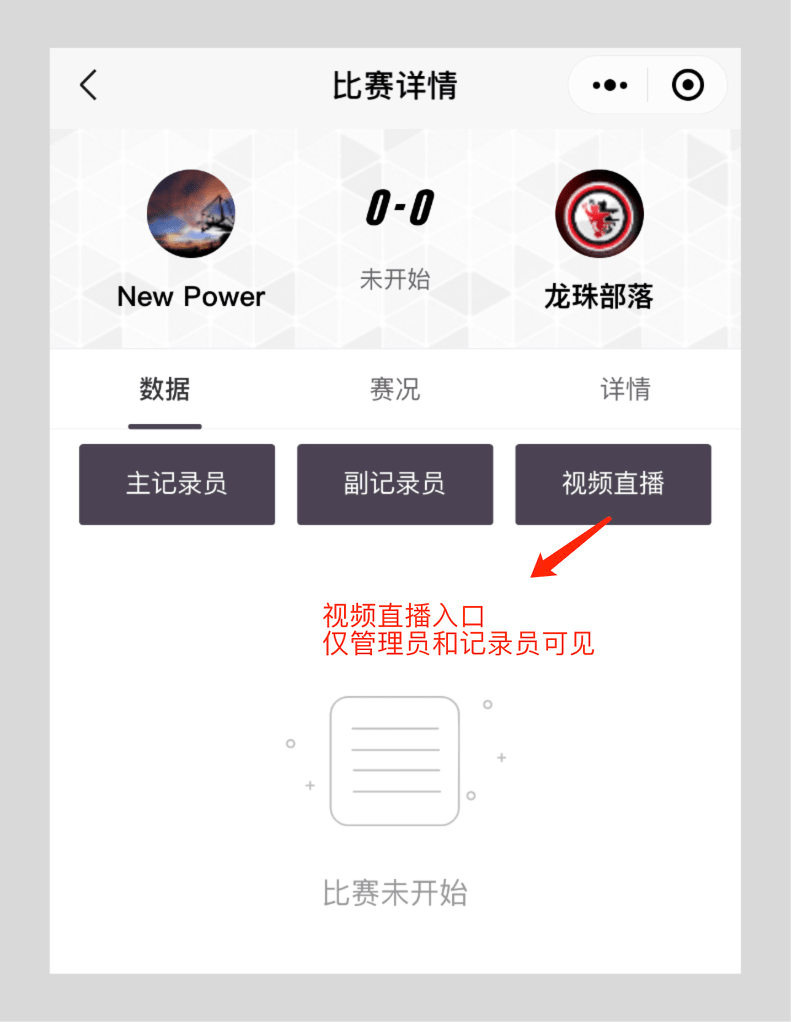 比赛详情
0-0
未开始
New Power
龙珠部落
数据
赛况
详情
主记录员
副记录员
视频直播
视频直播入口
仅管理员和记录员可见
比赛未开始